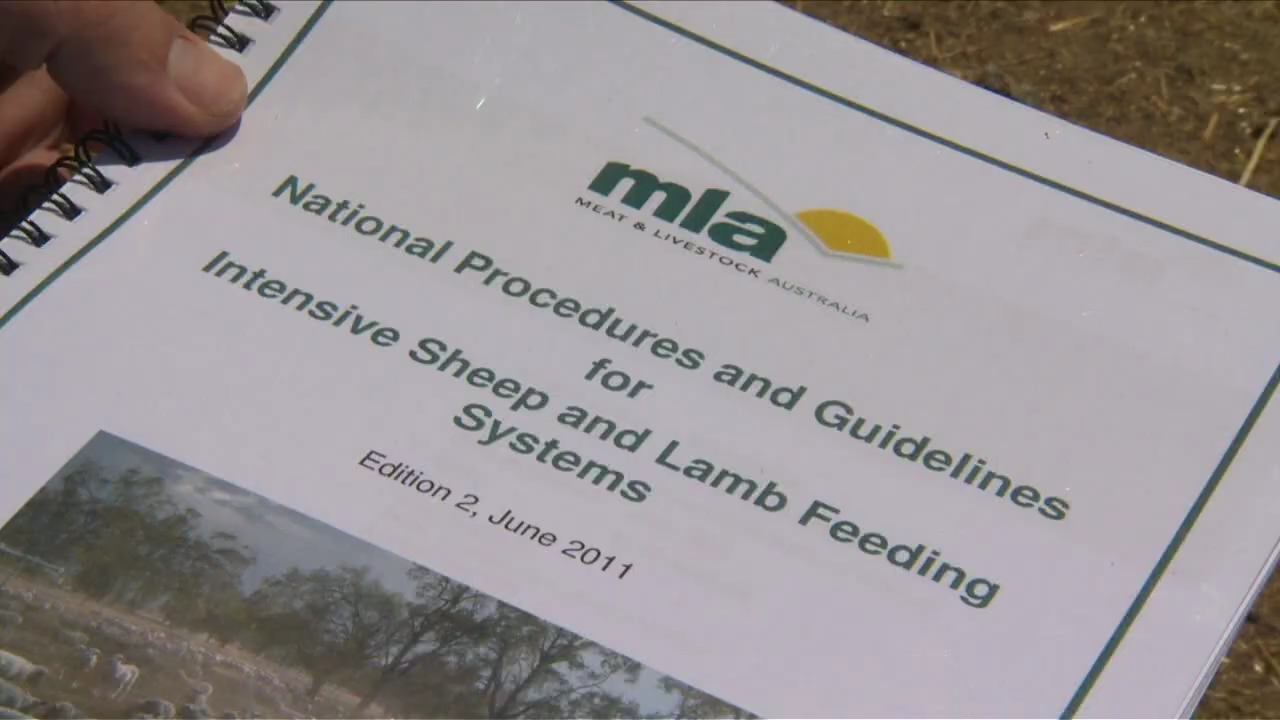 mla
MEAT & LIVESTOCK AUSTRALIA
National Procedures and Guidelines
for
Intensive Sheep and Lamb Feeding
Systems
Edition 2, June 2011